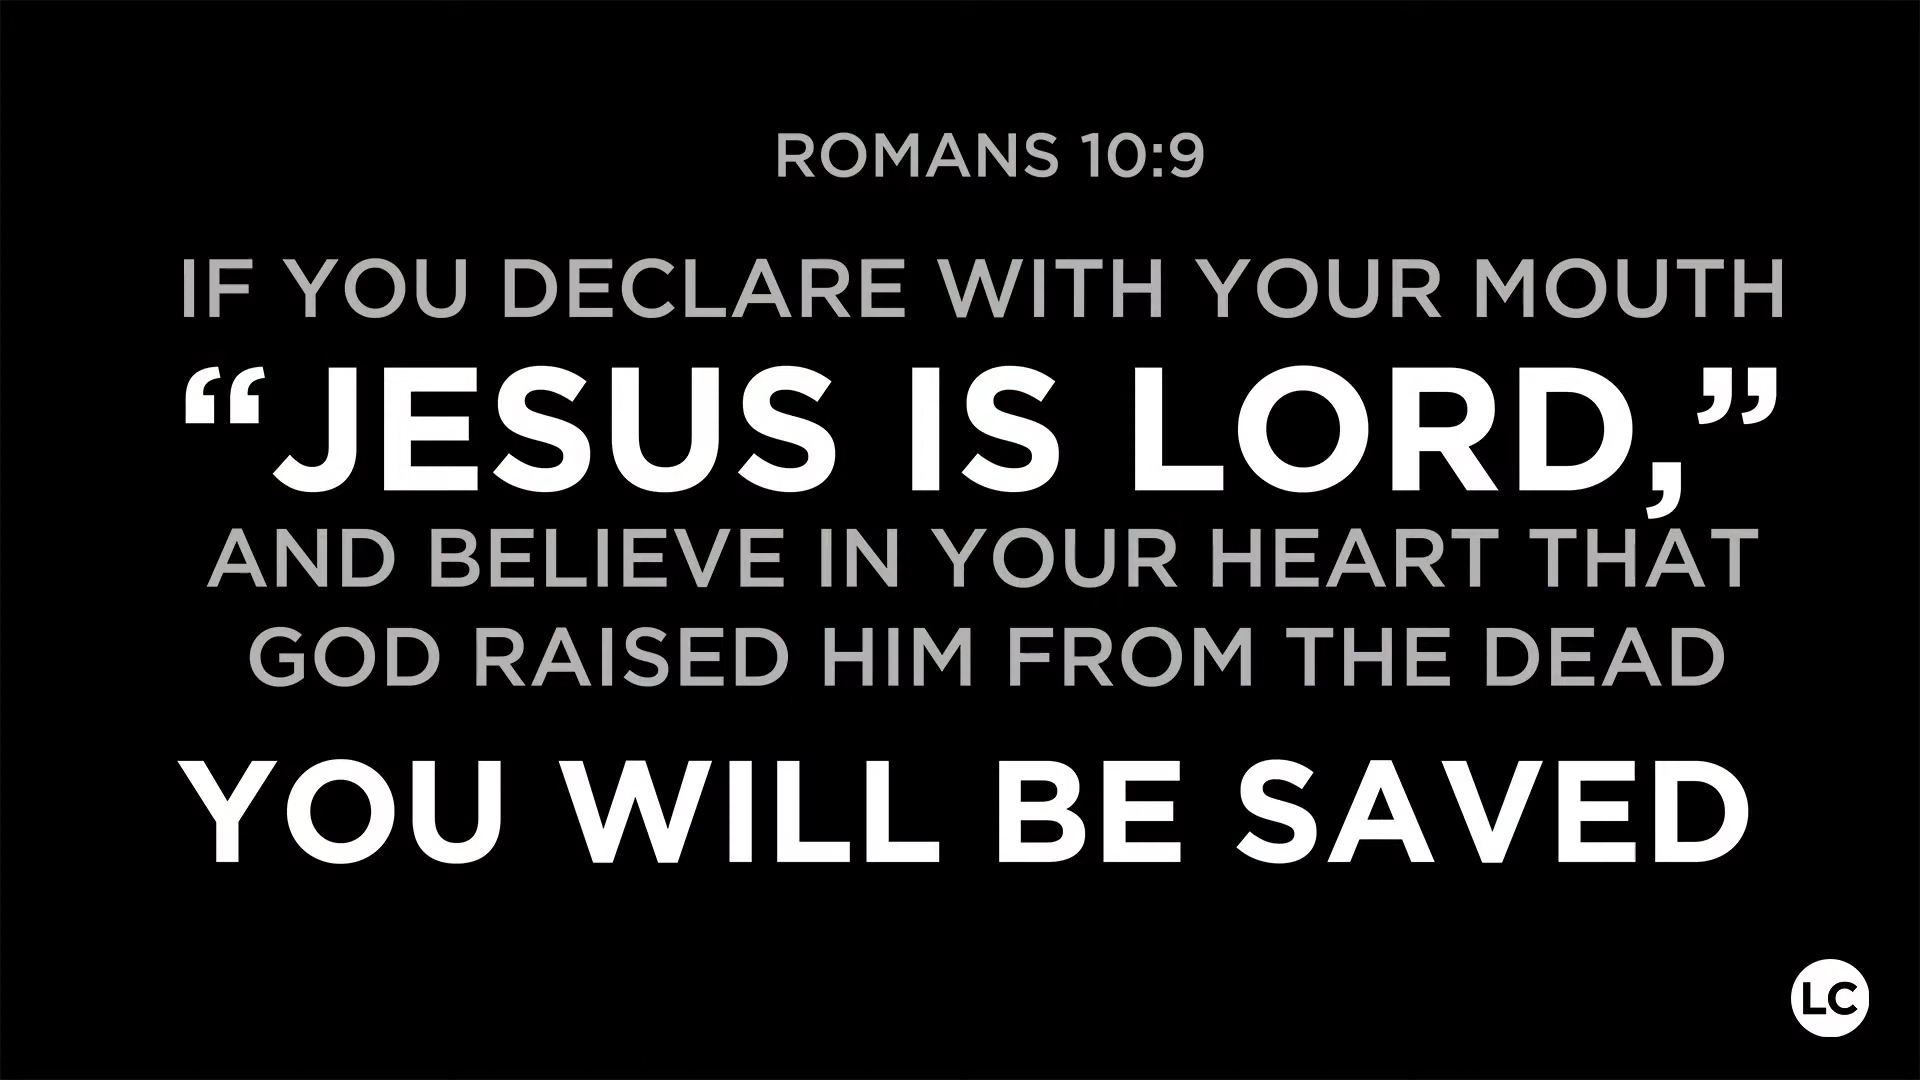 ROMANS 10:9
IF YOU DECLARE WITH YOUR MOUTH
“JESUS IS LORD,”
AND BELIEVE IN YOUR HEART THAT
GOD RAISED HIM FROM THE DEAD
YOU WILL BE SAVED
LC